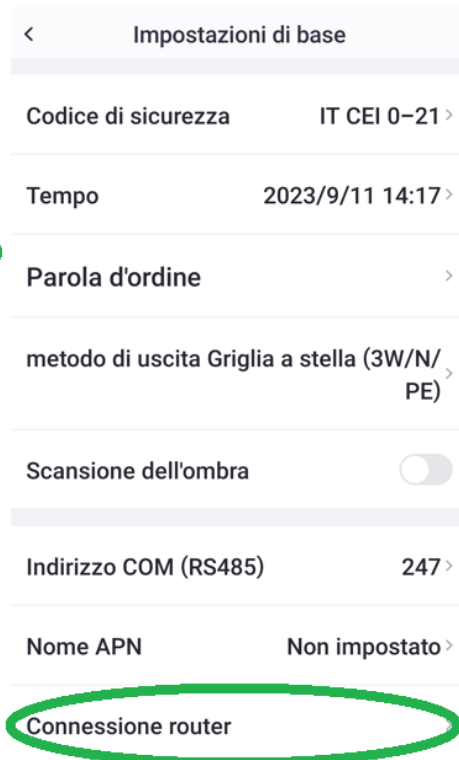 Impostazioni di base
Codice di sicurezza IT CEI 0-21
Tempo 2023/9/11 14:17
Parola d'ordine
metodo di uscita Griglia a stella (3W/N/
PE)
Scansione dell'ombra
Indirizzo COM (RS485) 247
Nome APN Non impostato
Connessione router